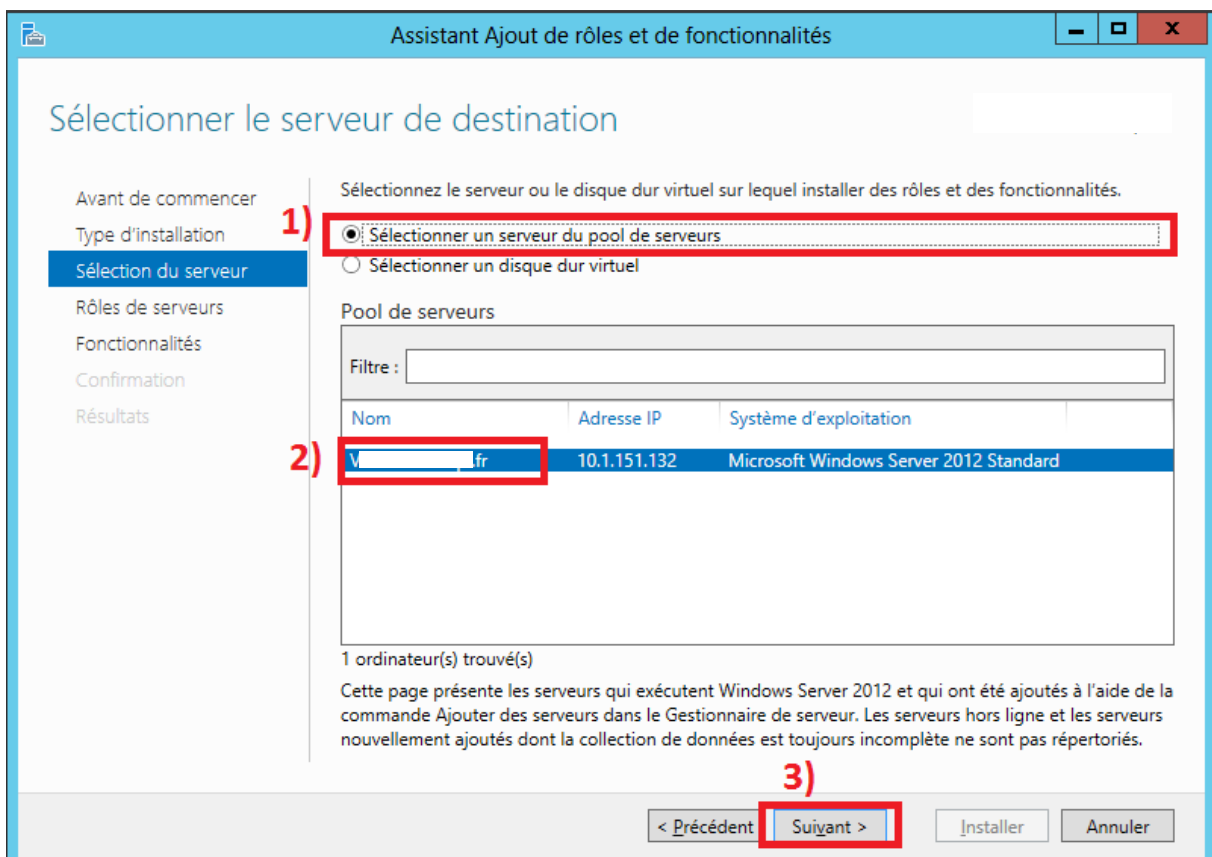 Assistant Ajout de rôles et de fonctionnalités
X
Sélectionner le serveur de destination
Avant de commencer
Type d'installation
Sélection du serveur
Rôles de serveurs
Fonctionnalités
Confirmation
Résultats
Sélectionnez le serveur ou le disque dur virtuel sur lequel installer des rôles et des fonctionnalités.
1)
Sélectionner un serveur du pool de serveurs
Sélectionner un disque dur virtuel
Pool de serveurs
Filtre :
Nom Adresse IP Système d'exploitation
2)
.fr 10.1.151.132 Microsoft Windows Server 2012 Standard
1 ordinateur(s) trouvé(s)
Cette page présente les serveurs qui exécutent Windows Server 2012 et qui ont été ajoutés à l'aide de la
commande Ajouter des serveurs dans le Gestionnaire de serveur. Les serveurs hors ligne et les serveurs
nouvellement ajoutés dont la collection de données est toujours incomplète ne sont pas répertoriés.
3)
< Précédent Suivant > Installer Annuler